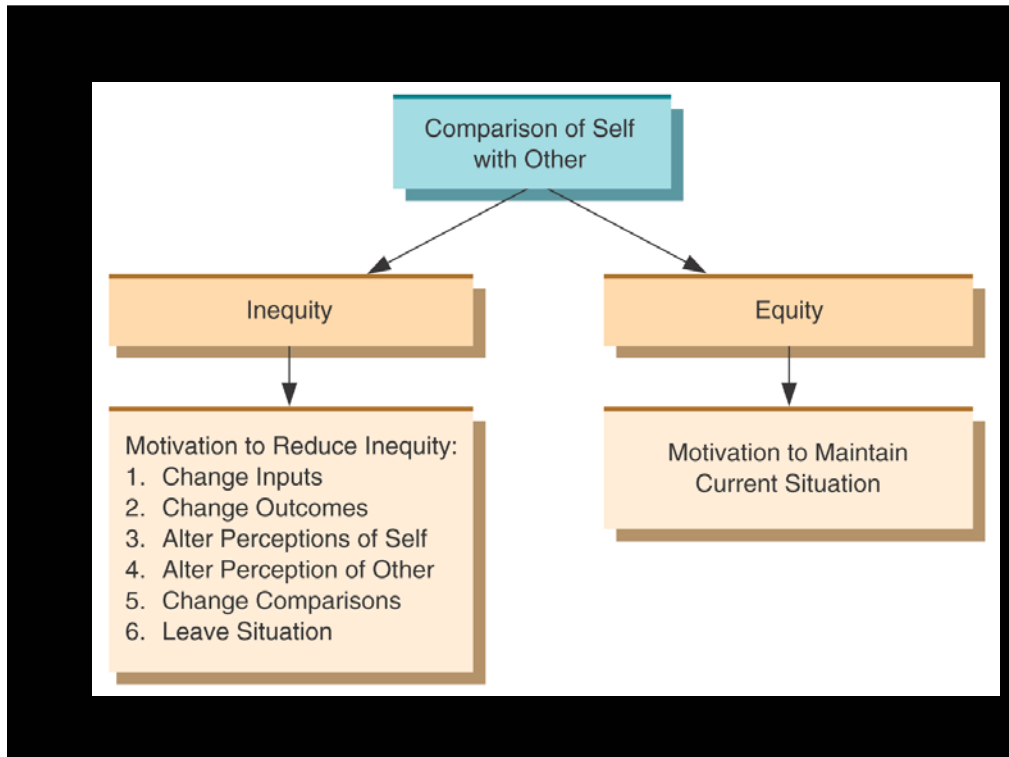 Comparison of Self
with Other
Inequity
Equity
Motivation to Reduce Inequity:
1. Change Inputs
2. Change Outcomes
3. Alter Perceptions of Self
4. Alter Perception of Other
5. Change Comparisons
6. Leave Situation
Motivation to Maintain
Current Situation